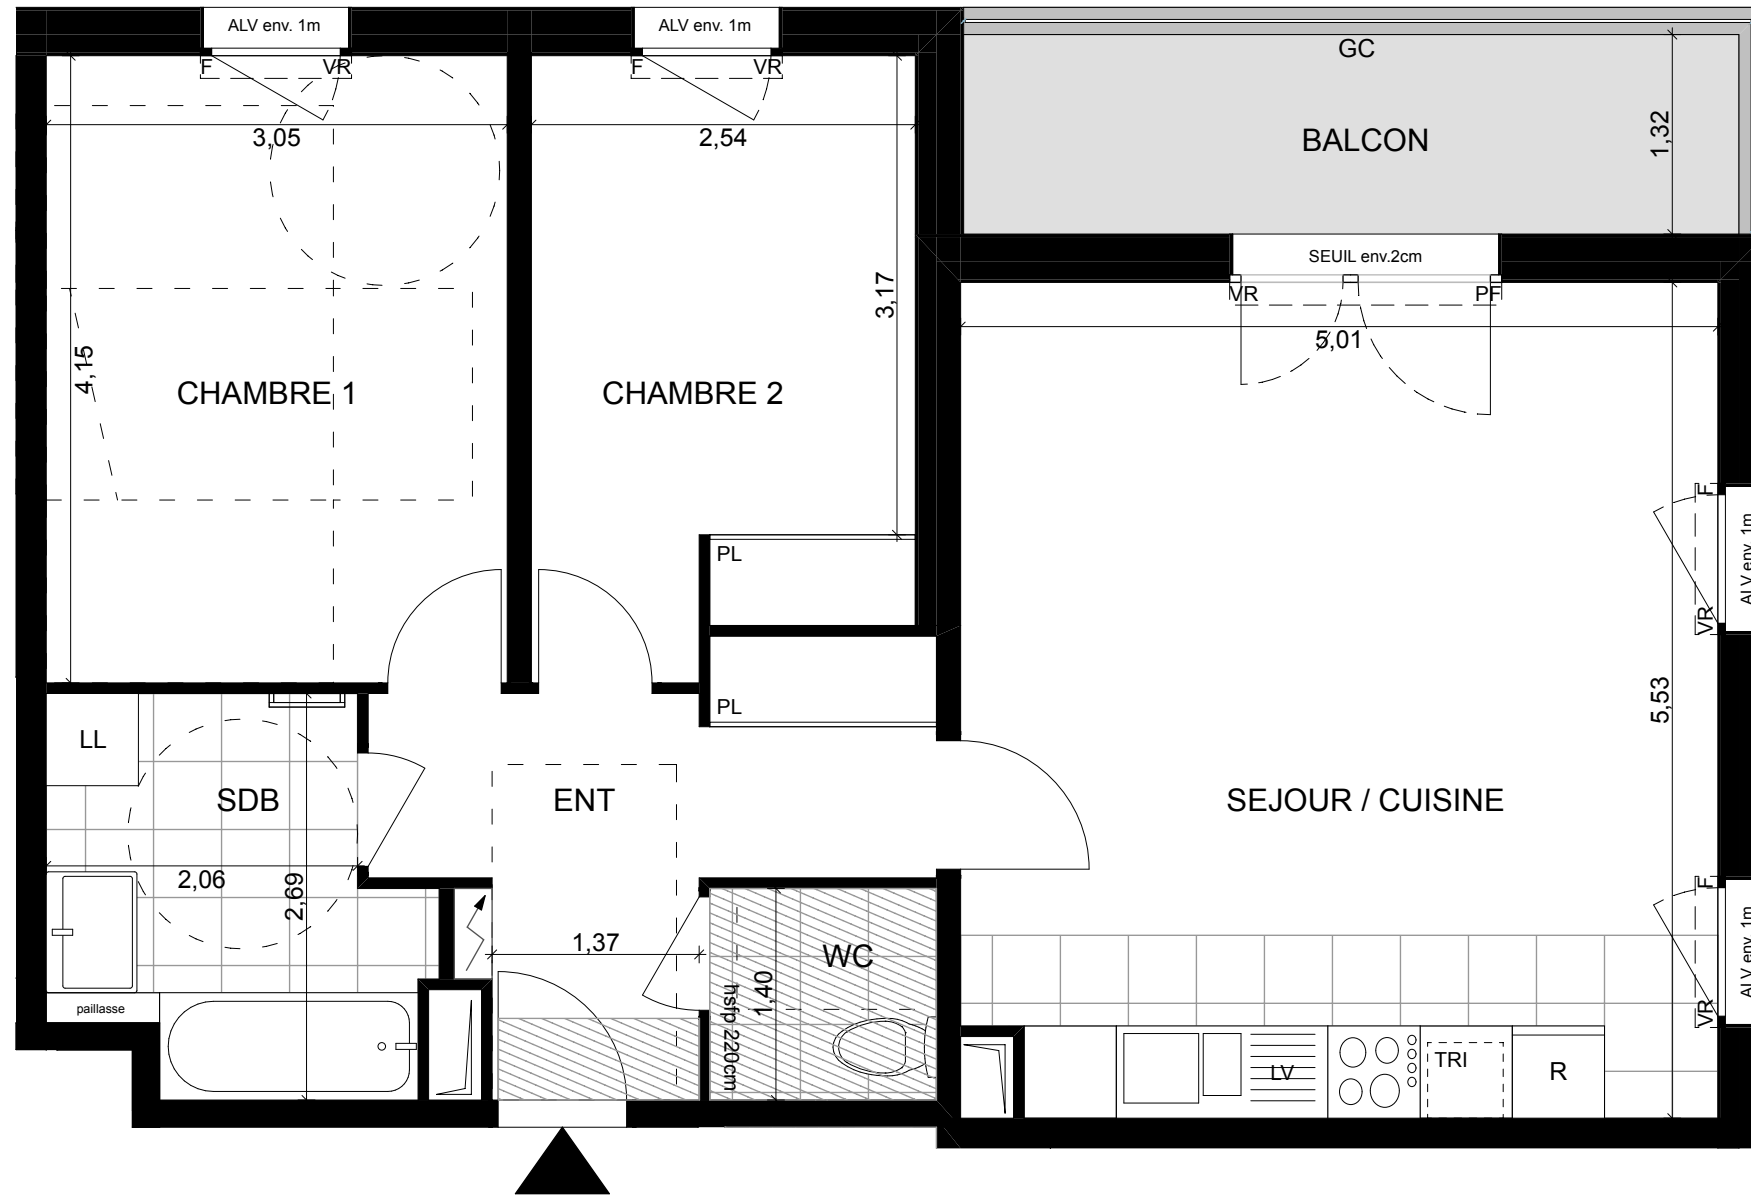 ALV env. 1m
ALV env. 1m
F
VR
F
VR
GC
3,05
2,54
BALCON
1,32
SEUIL env.2cm
VR
PF
3,17
5,01
4,15
CHAMBRE 1
CHAMBRE 2
F
ALV env. 1m
VR
PL
PL
5,53
LL
SDB
ENT
SEJOUR / CUISINE
2,06
2,69
F
1,37
WC
ALV env. 1m
1,40
hsfp 220cm
VR
paillasse
LV
TRI
R